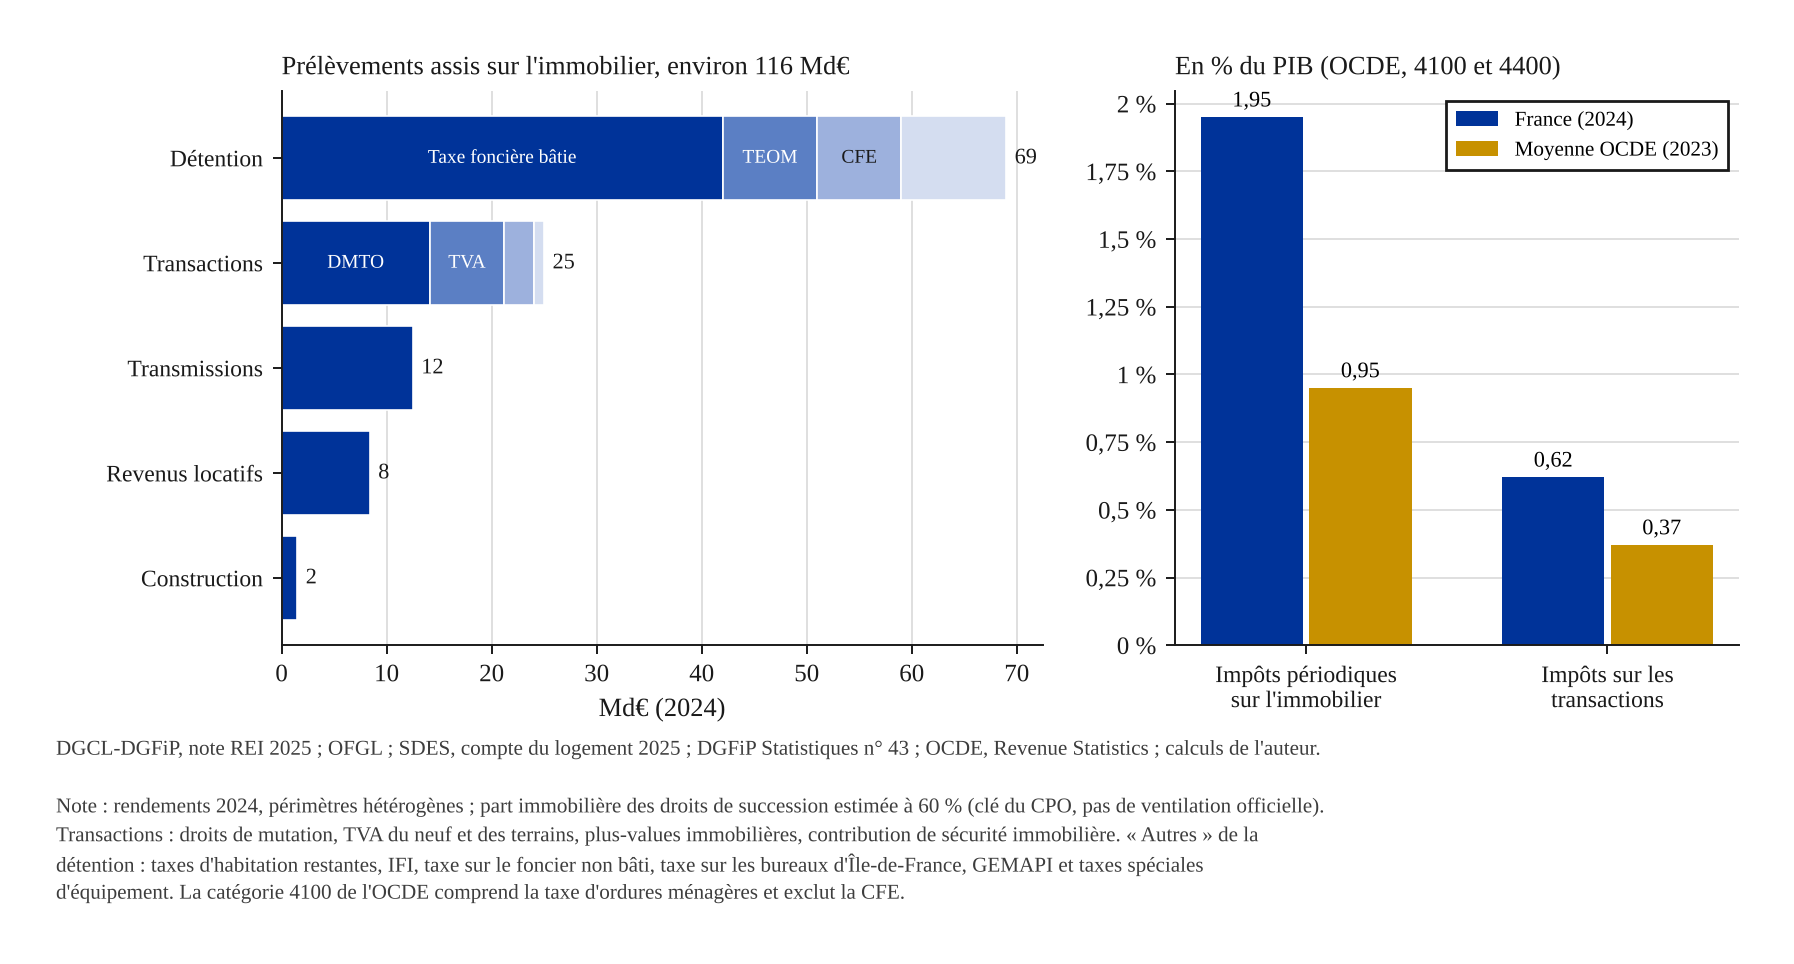 Prélèvements assis sur l'immobilier, environ 116 Md€
Détention
Taxe foncière bâtie
TEOM
CFE
69
Transactions
DMTO
TVA
25
Transmissions
12
Revenus locatifs
8
Construction
2
0 10 20 30 40 50 60 70
Md€ (2024)
En % du PIB (OCDE, 4100 et 4400)
2 %
1,75 %
1,5 %
1,25 %
1 %
0,75 %
0,5 %
0,25 %
0 %
1,95
0,95
0,62
0,37
France (2024)
Moyenne OCDE (2023)
Impôts périodiques
sur l'immobilier
Impôts sur les
transactions
DGCL-DGFiP, note REI 2025 ; OFGL ; SDES, compte du logement 2025 ; DGFiP Statistiques n° 43 ; OCDE, Revenue Statistics ; calculs de l'auteur.
Note : rendements 2024, périmètres hétérogènes ; part immobilière des droits de succession estimée à 60 % (clé du CPO, pas de ventilation officielle).
Transactions : droits de mutation, TVA du neuf et des terrains, plus-values immobilières, contribution de sécurité immobilière. « Autres » de la
détention : taxes d'habitation restantes, IFI, taxe sur le foncier non bâti, taxe sur les bureaux d'Île-de-France, GEMAPI et taxes spéciales
d'équipement. La catégorie 4100 de l'OCDE comprend la taxe d'ordures ménagères et exclut la CFE.